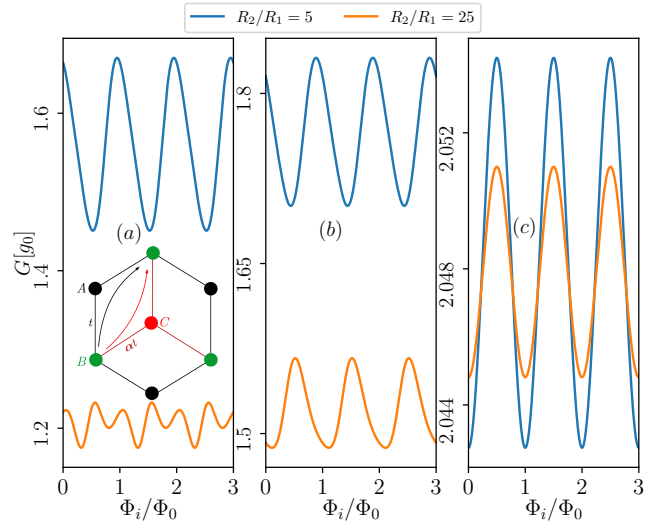 R₂/R₁ = 5 R₂/R₁ = 25
G[g₀]
1.6
1.4
1.2
(a)
A
t
B
C
αt
0 1 2 3
Φᵢ/Φ₀
1.8
1.65
1.5
(b)
0 1 2 3
Φᵢ/Φ₀
2.052
2.048
2.044
(c)
0 1 2 3
Φᵢ/Φ₀